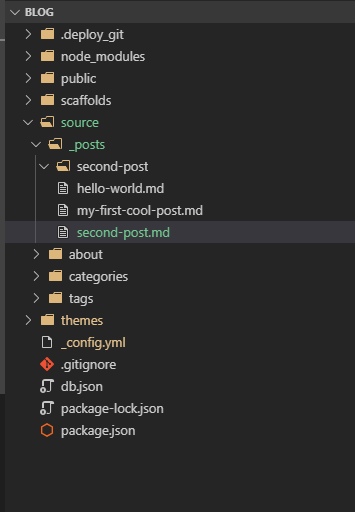 BLOG
.deploy_git
node_modules
public
scaffolds
source
_posts
second-post
hello-world.md
my-first-cool-post.md
second-post.md
about
categories
tags
themes
_config.yml
.gitignore
db.json
package-lock.json
package.json